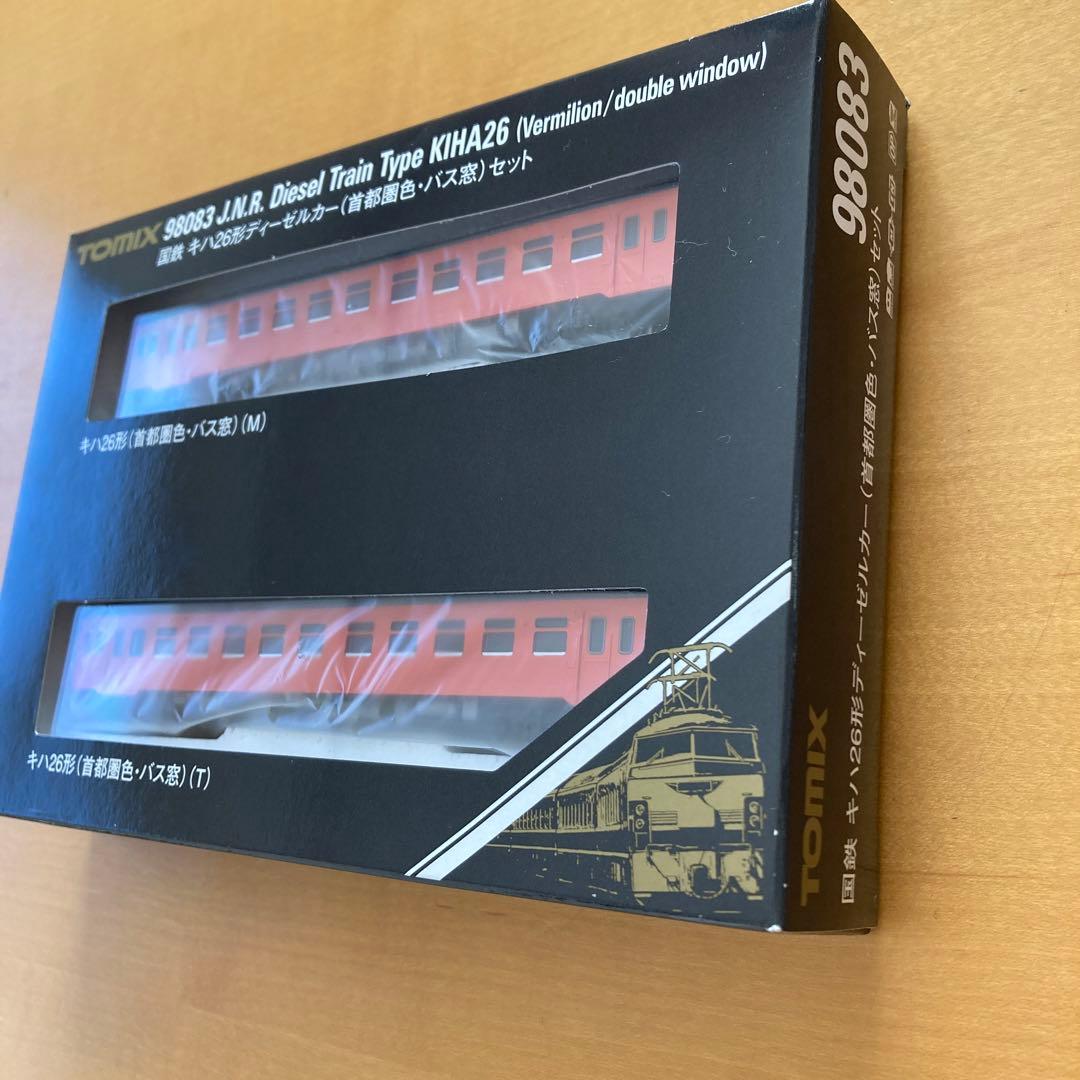 TOMIX 98083 J.N.R. Diesel Train Type KIHA26 (Vermilion/double window)
国鉄 キハ26形ディーゼルカー(首都圏色・バス窓)セット
キハ26形(首都圏色・バス窓)(M)
キハ26形(首都圏色・バス窓)(T)
98083
TOMIX
国鉄 キハ26形ディーゼルカー(首都圏色・バス窓)セット